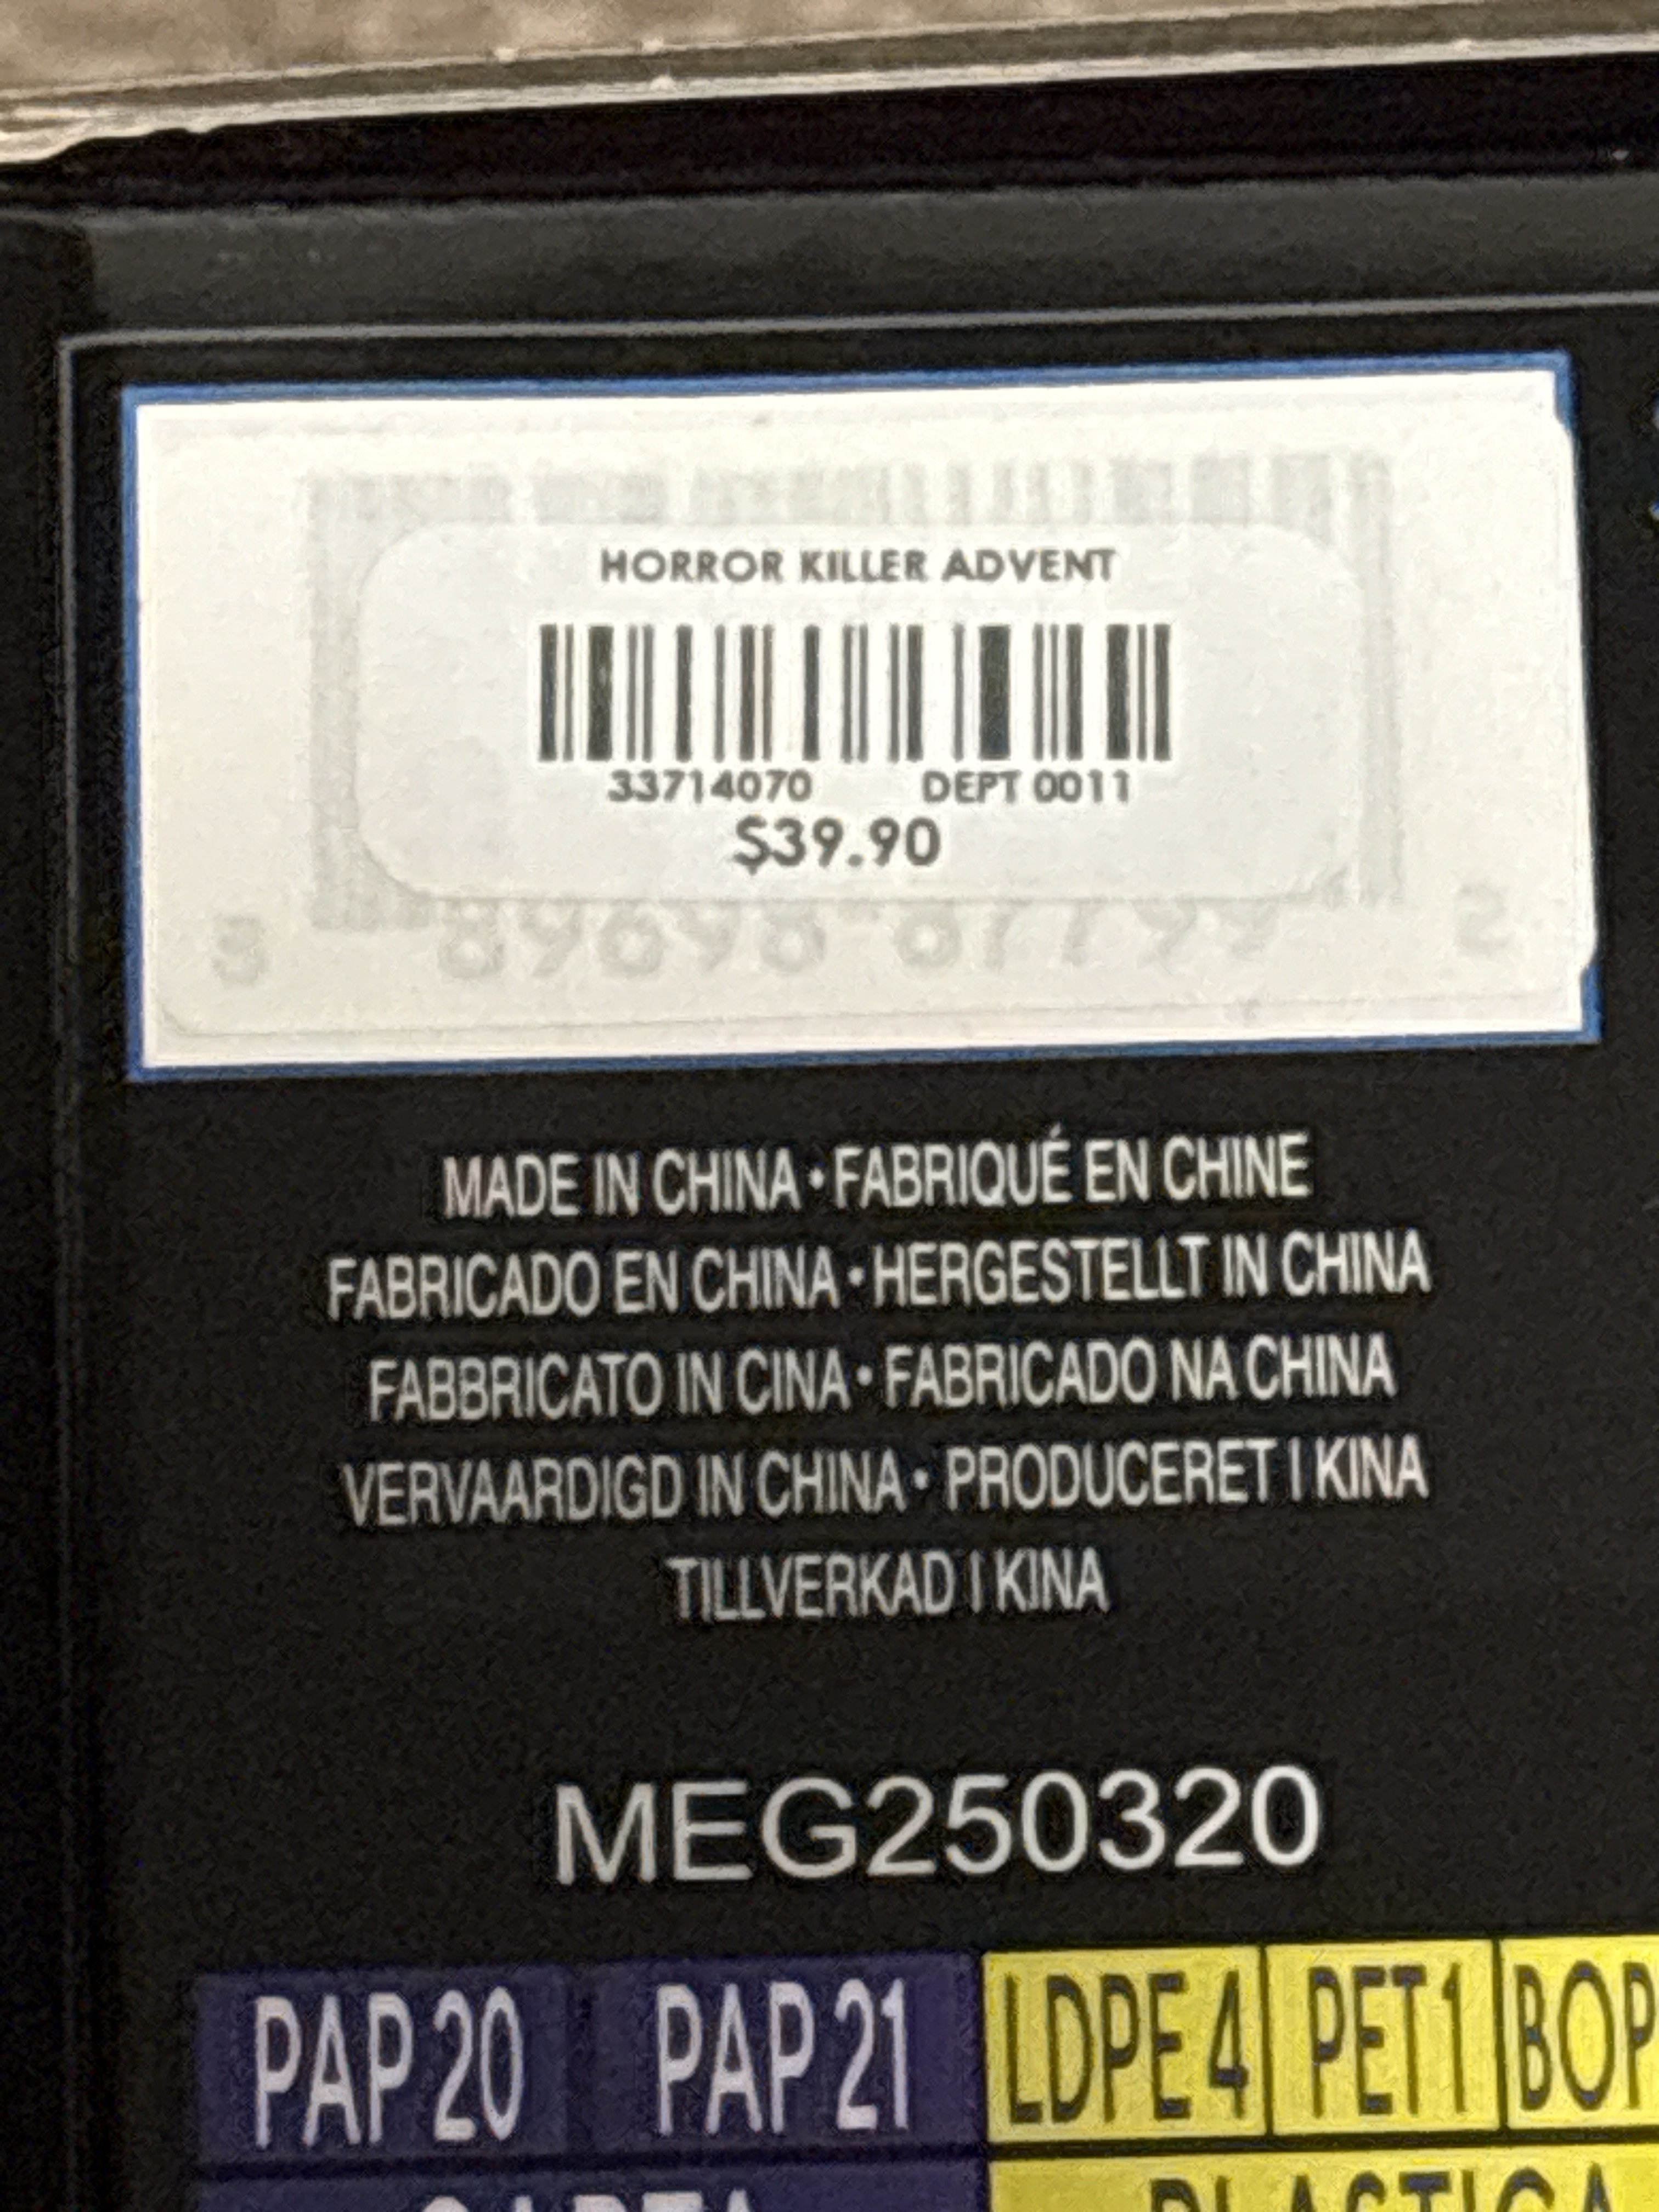 HORROR KILLER ADVENT
33714070 DEPT 0011
$39.90
MADE IN CHINA • FABRIQUÉ EN CHINE
FABRICADO EN CHINA • HERGESTELLT IN CHINA
FABBRICATO IN CINA • FABRICADO NA CHINA
VERVAARDIGD IN CHINA • PRODUCERET I KINA
TILLVERKAD I KINA
MEG250320
PAP 20 PAP 21 LDPE 4 PET 1 BOP